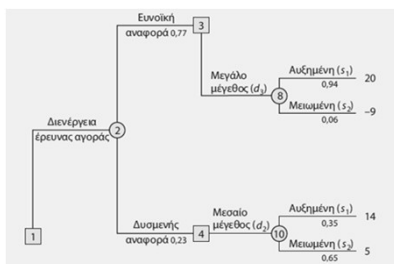 Ευνοϊκή
αναφορά 0,77
3
Μεγάλο
μέγεθος (d₃)
8
Αυξημένη (s₁)
0,94
20
Μειωμένη (s₂)
0,06
–9
Διενέργεια
έρευνας αγοράς
2
1
Δυσμενής
αναφορά 0,23
4
Μεσαίο
μέγεθος (d₂)
10
Αυξημένη (s₁)
0,35
14
Μειωμένη (s₂)
0,65
5